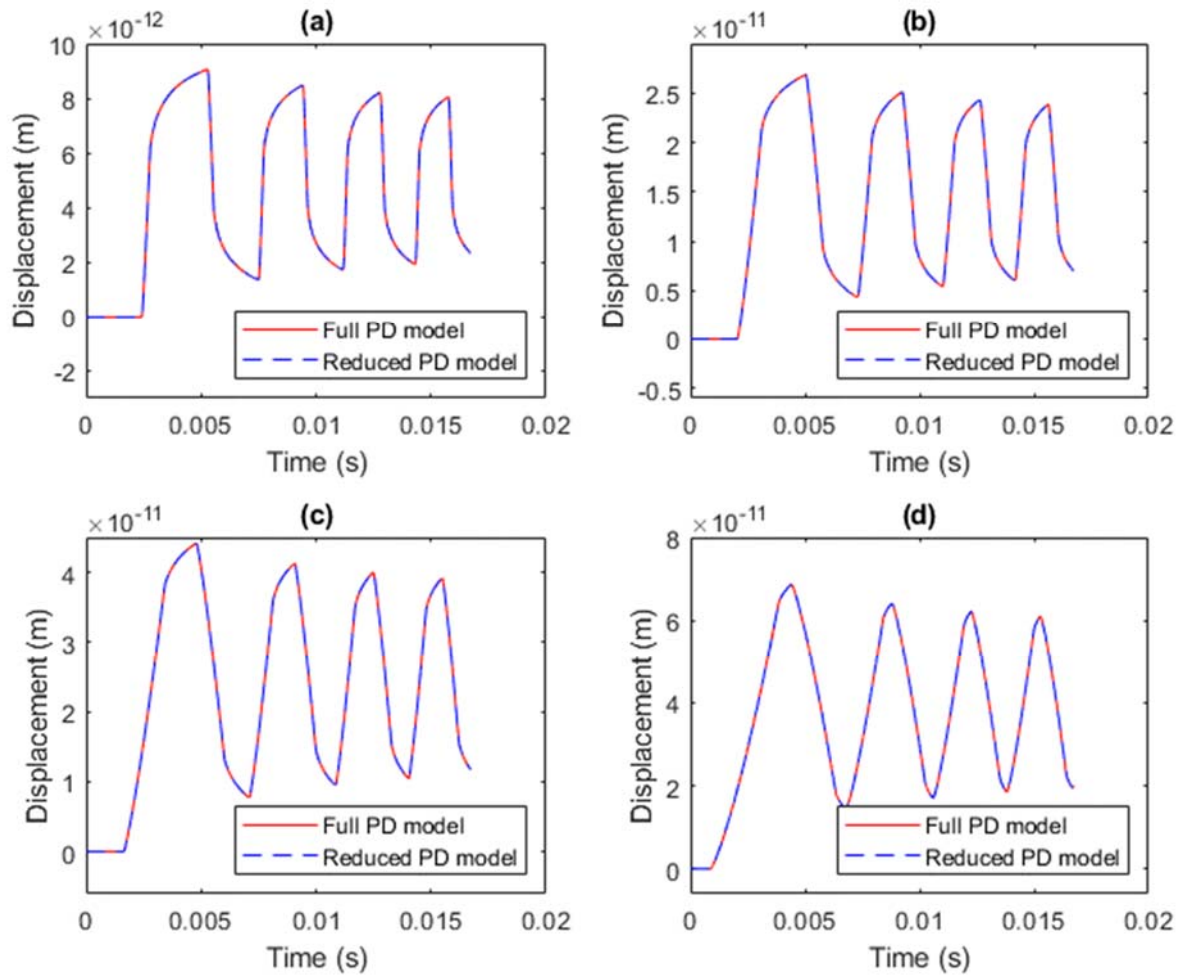 (a)
×10⁻¹²
10
8
6
4
2
0
-2
0 0.005 0.01 0.015 0.02
Displacement (m)
Time (s)
Full PD model
Reduced PD model
(b)
×10⁻¹¹
2.5
2
1.5
1
0.5
0
-0.5
0 0.005 0.01 0.015 0.02
Displacement (m)
Time (s)
Full PD model
Reduced PD model
(c)
×10⁻¹¹
4
3
2
1
0
0 0.005 0.01 0.015 0.02
Displacement (m)
Time (s)
Full PD model
Reduced PD model
(d)
×10⁻¹¹
8
6
4
2
0
0 0.005 0.01 0.015 0.02
Displacement (m)
Time (s)
Full PD model
Reduced PD model